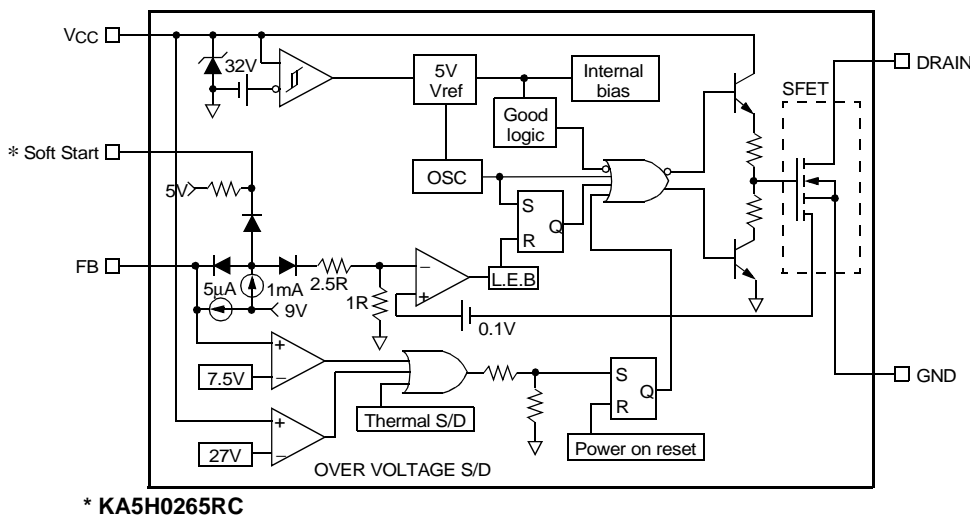 VCC
32V
5V
Vref
Internal
bias
Good
logic
DRAIN
SFET
* Soft Start
5V
OSC
S
R
Q
FB
5μA
1mA
9V
2.5R
1R
−
+
L.E.B
0.1V
+
−
7.5V
Thermal S/D
S
R
Q
GND
+
−
27V
Power on reset
OVER VOLTAGE S/D
* KA5H0265RC